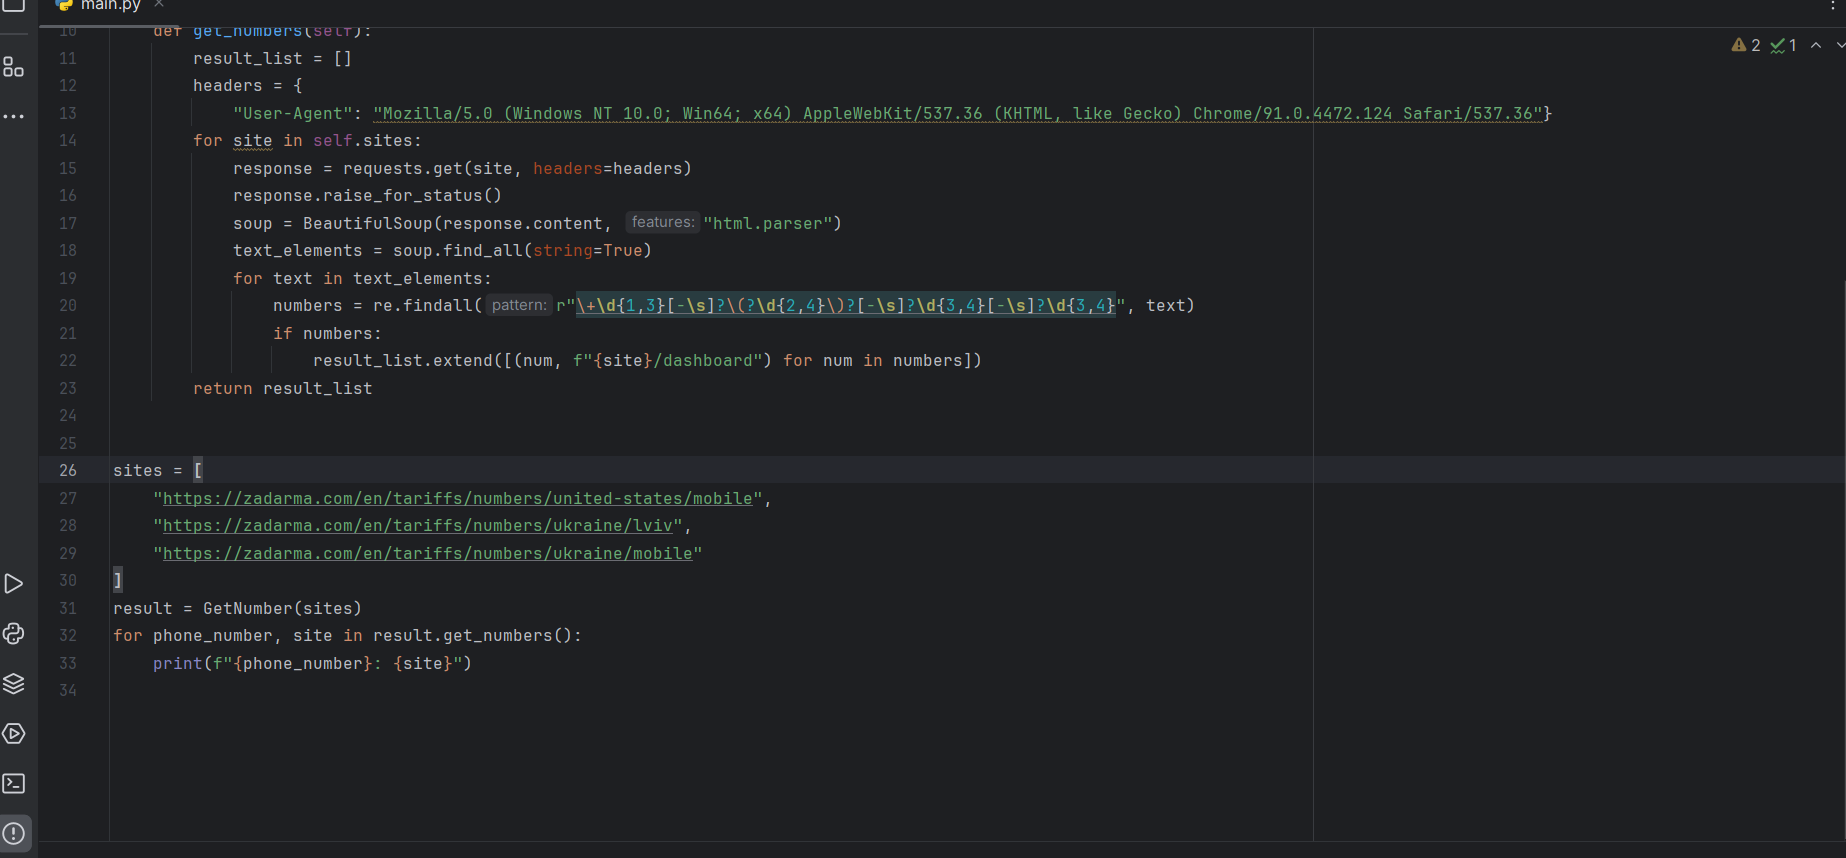 main.py
2 1
10 def get_numbers(self):
11 result_list = []
12 headers = {
13 "User-Agent": "Mozilla/5.0 (Windows NT 10.0; Win64; x64) AppleWebKit/537.36 (KHTML, like Gecko) Chrome/91.0.4472.124 Safari/537.36"}
14 for site in self.sites:
15 response = requests.get(site, headers=headers)
16 response.raise_for_status()
17 soup = BeautifulSoup(response.content, features: "html.parser")
18 text_elements = soup.find_all(string=True)
19 for text in text_elements:
20 numbers = re.findall( pattern: r"\+\d{1,3}[-\s]?\(?\d{2,4}\)?[-\s]?\d{3,4}[-\s]?\d{3,4}", text)
21 if numbers:
22 result_list.extend([(num, f"{site}/dashboard") for num in numbers])
23 return result_list
24
25
26 sites = [
27 "https://zadarma.com/en/tariffs/numbers/united-states/mobile",
28 "https://zadarma.com/en/tariffs/numbers/ukraine/lviv",
29 "https://zadarma.com/en/tariffs/numbers/ukraine/mobile"
30 ]
31 result = GetNumber(sites)
32 for phone_number, site in result.get_numbers():
33 print(f"{phone_number}: {site}")
34